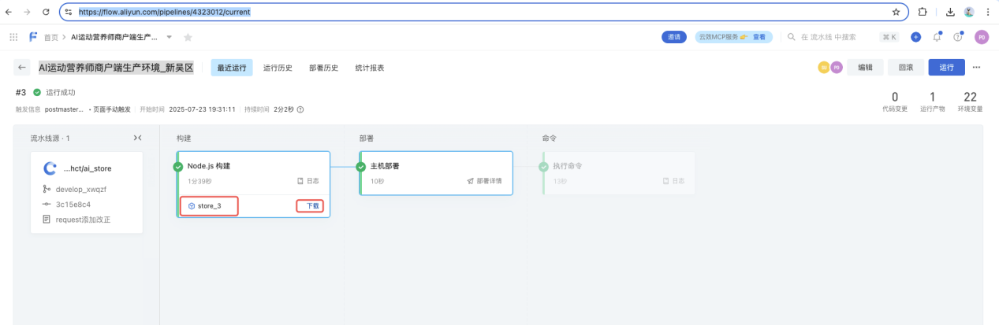 https://flow.aliyun.com/pipelines/4323012/current
首页 > AI运动营养师商户端生产... 邀请 云效MCP服务 👉 查看 在 流水线 中搜索 ⌘ K PO
AI运动营养师商户端生产环境_新吴区 最近运行 运行历史 部署历史 统计报表 PO 编辑 回滚 运行 ...
#3 运行成功
触发信息 postmaster... · 页面手动触发 开始时间 2025-07-23 19:31:11 持续时间 2分2秒
0 代码变更
1 运行产物
22 环境变量
流水线源 · 1
...hct/ai_store
develop_xwqzf
3c15e8c4
request添加改正
构建
Node.js 构建
1分39秒 日志
store_3 下载
部署
主机部署
10秒 部署详情
命令
执行命令
13秒 日志